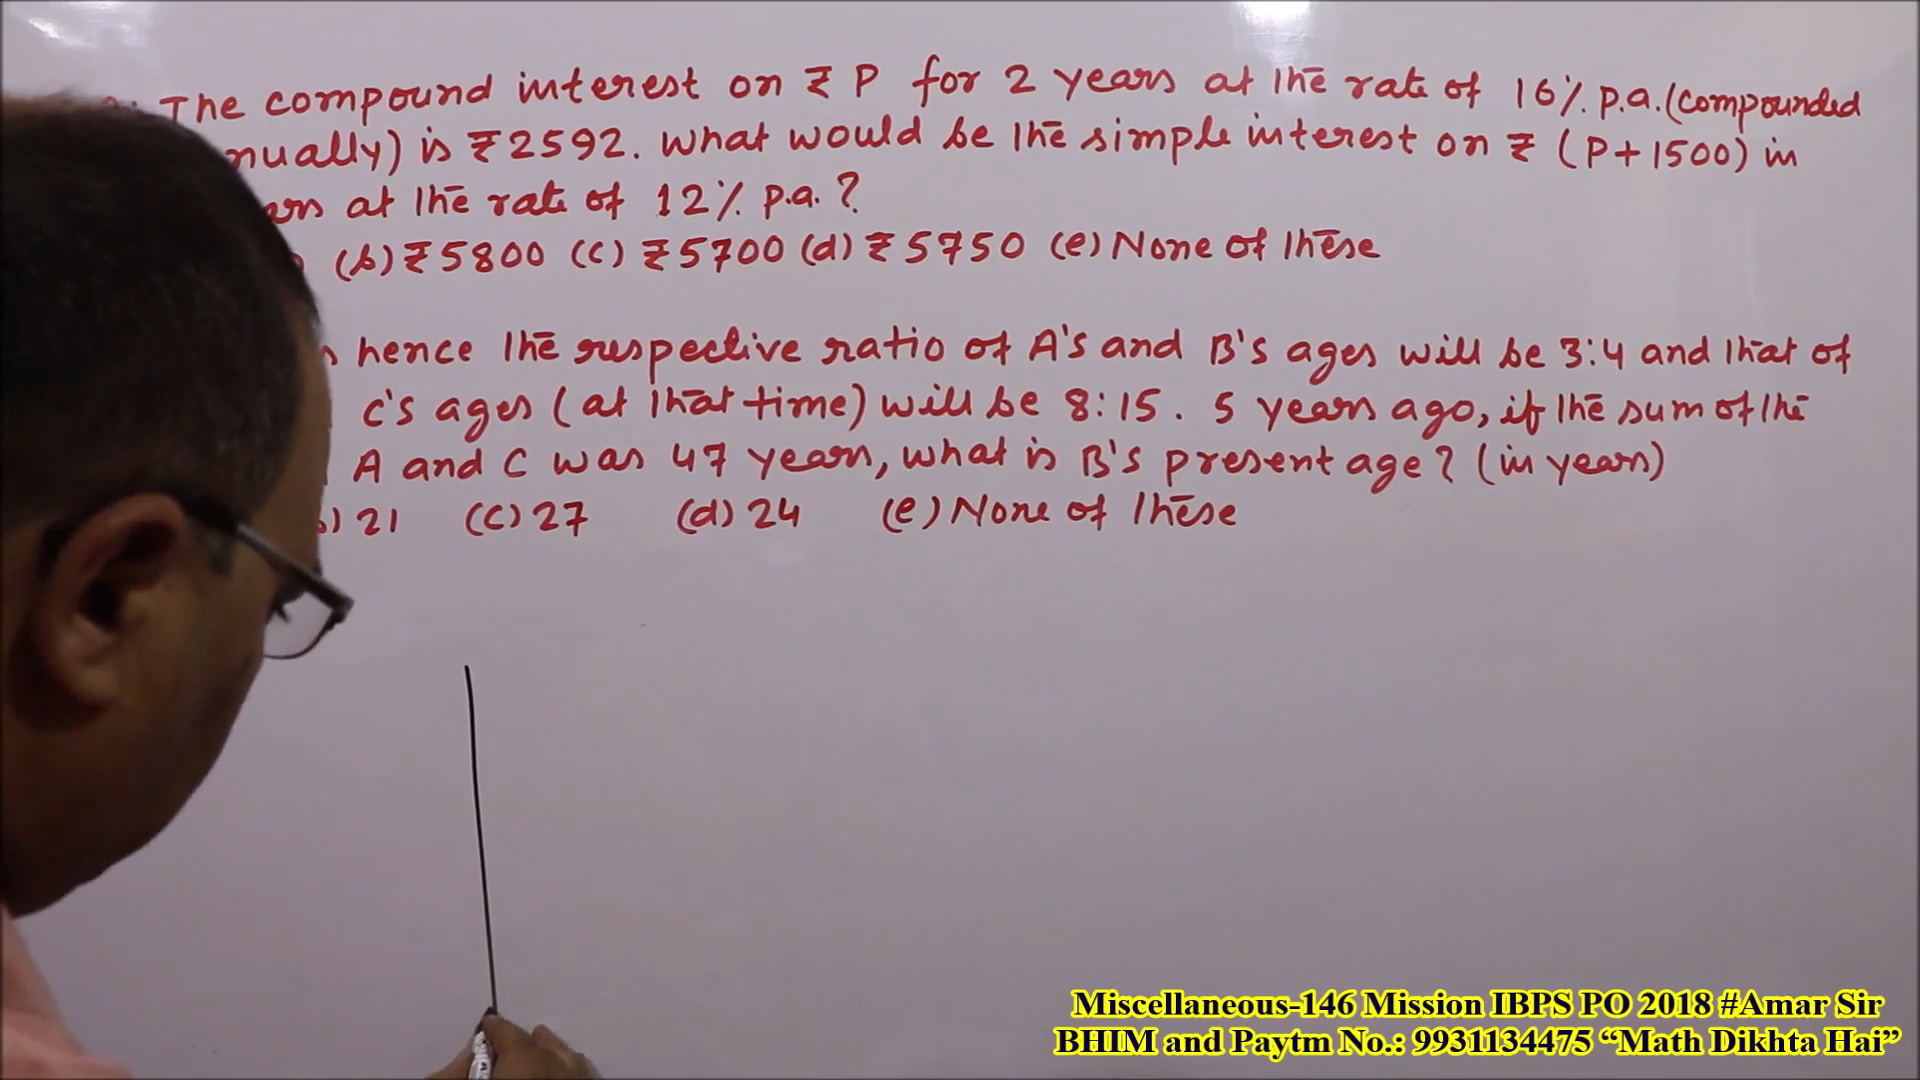 The compound interest on ₹ P for 2 years at the rate of 16% p.a. (compounded
nually) is ₹2592. what would be the simple interest on ₹ (P+1500) in
ars at the rate of 12% p.a.?
(b) ₹5800 (c) ₹5700 (d) ₹5750 (e) None of these
hence the respective ratio of A's and B's ages will be 3:4 and that of
C's ages (at that time) will be 8:15. 5 years ago, if the sum of the
A and C was 47 years, what is B's present age? (in years)
) 21 (c) 27 (d) 24 (e) None of these
Miscellaneous-146 Mission IBPS PO 2018 #Amar Sir
BHIM and Paytm No.: 9931134475 “Math Dikhta Hai”